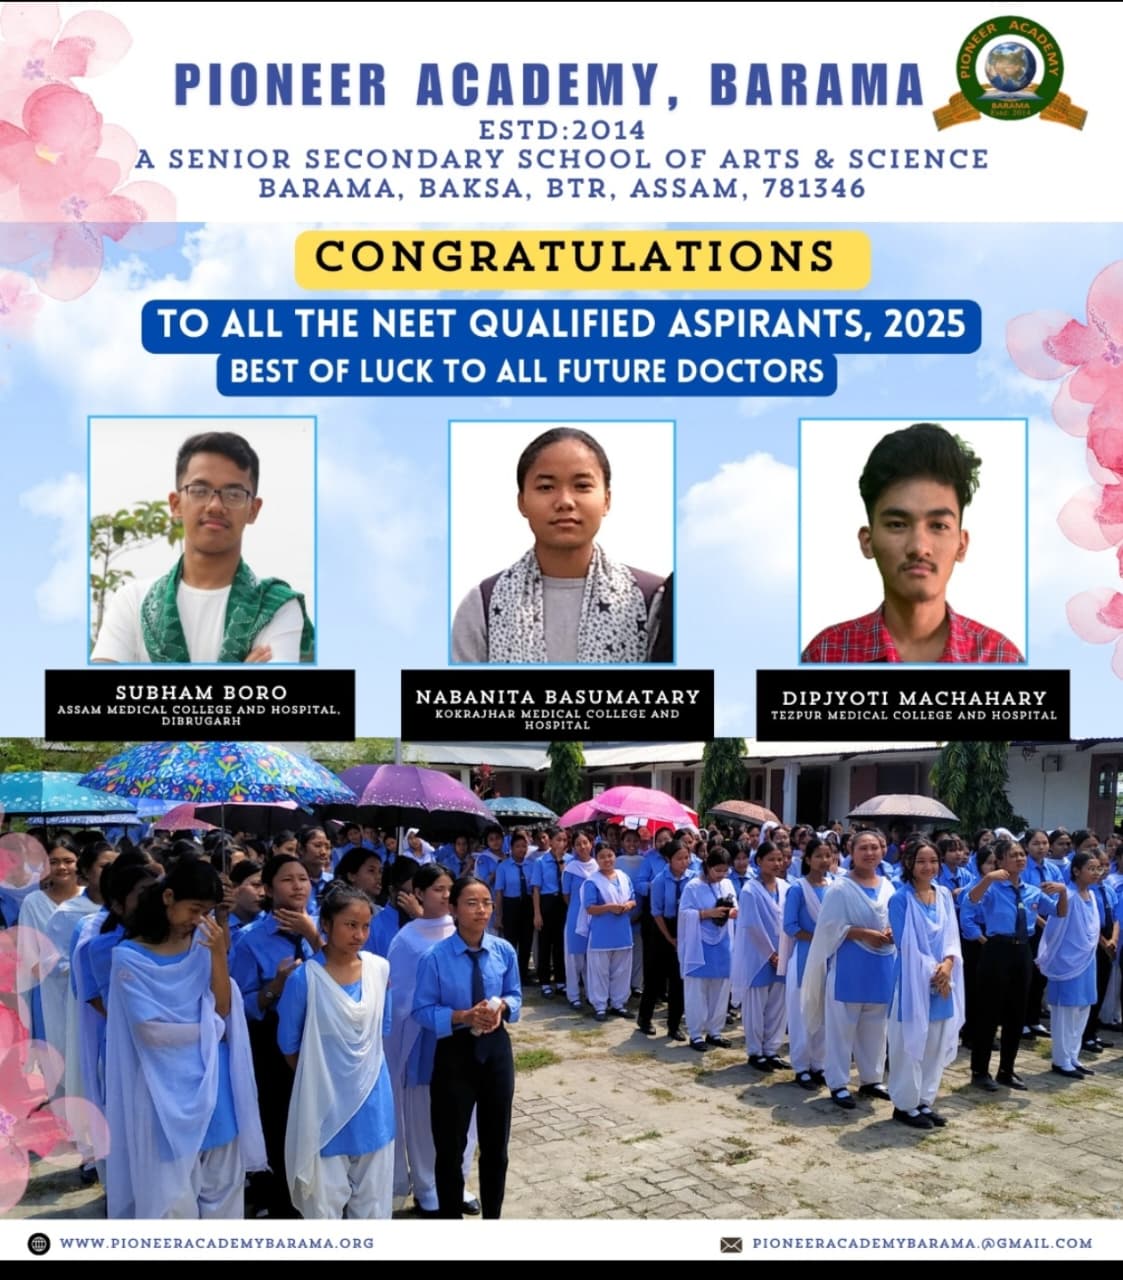 PIONEER ACADEMY, BARAMA
PIONEER ACADEMY
BARAMA
Estd: 2014
ESTD:2014
A SENIOR SECONDARY SCHOOL OF ARTS & SCIENCE
BARAMA, BAKSA, BTR, ASSAM, 781346
CONGRATULATIONS
TO ALL THE NEET QUALIFIED ASPIRANTS, 2025
BEST OF LUCK TO ALL FUTURE DOCTORS
SUBHAM BORO
ASSAM MEDICAL COLLEGE AND HOSPITAL,
DIBRUGARH
NABANITA BASUMATARY
KOKRAJHAR MEDICAL COLLEGE AND
HOSPITAL
DIPJYOTI MACHAHARY
TEZPUR MEDICAL COLLEGE AND HOSPITAL
WWW.PIONEERACADEMYBARAMA.ORG
PIONEERACADEMYBARAMA.@GMAIL.COM